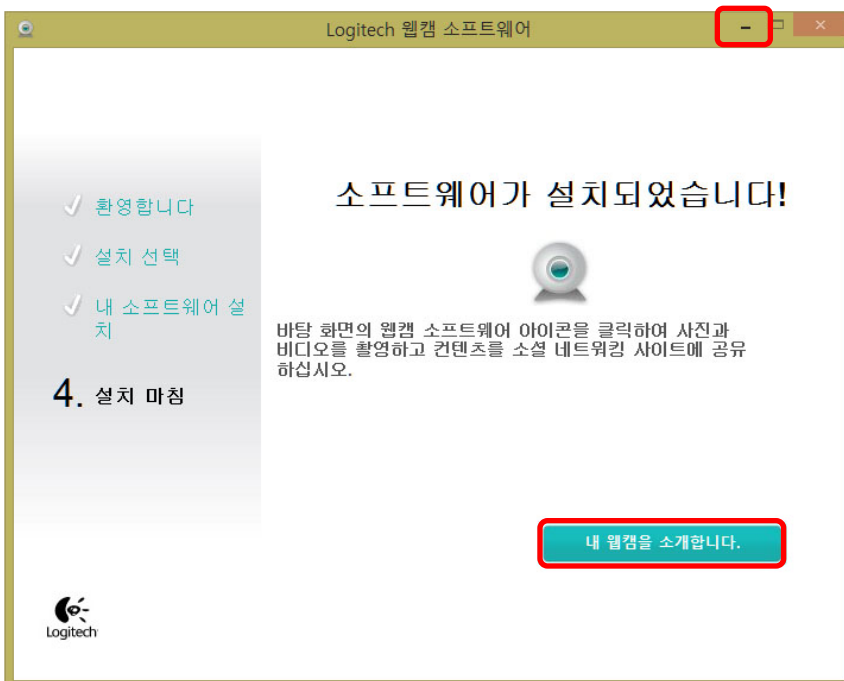 Logitech 웹캠 소프트웨어
소프트웨어가 설치되었습니다!
환영합니다
설치 선택
내 소프트웨어 설
치
4. 설치 마침
바탕 화면의 웹캠 소프트웨어 아이콘을 클릭하여 사진과
비디오를 촬영하고 컨텐츠를 소셜 네트워킹 사이트에 공유
하십시오.
내 웹캠을 소개합니다.
Logitech